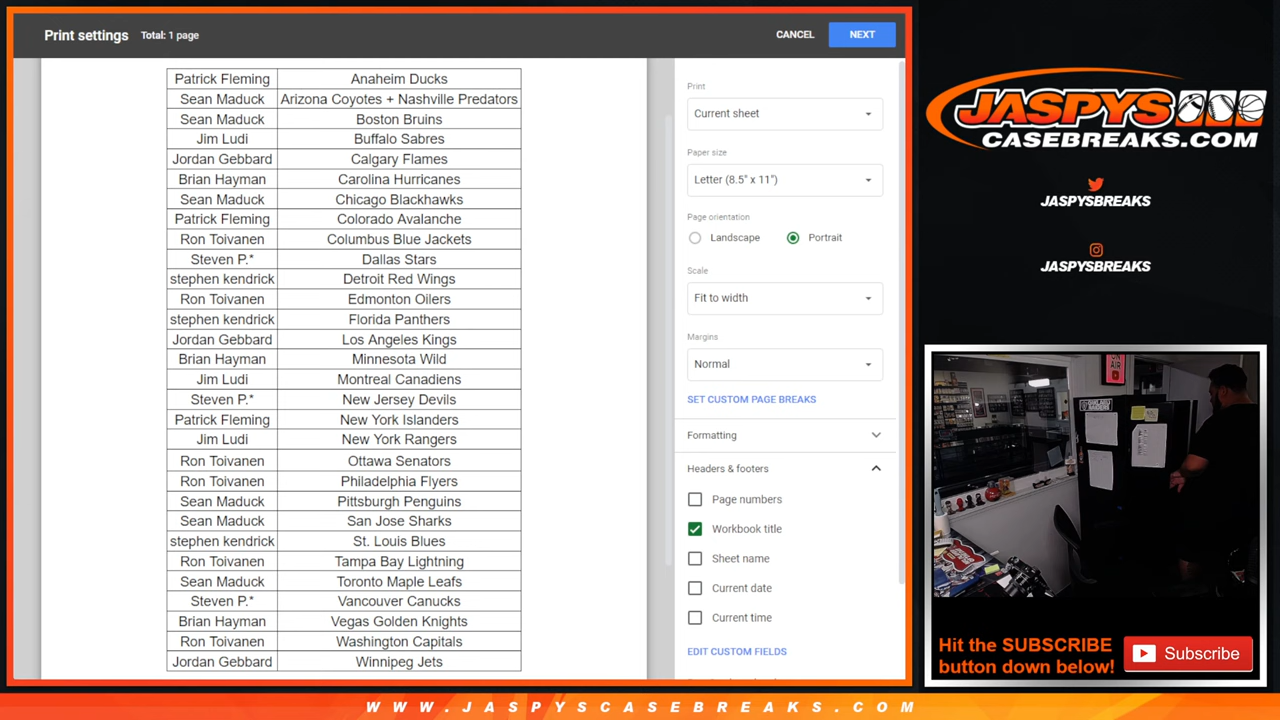 Print settings Total: 1 page CANCEL NEXT
Patrick Fleming Anaheim Ducks
Sean Maduck Arizona Coyotes + Nashville Predators
Sean Maduck Boston Bruins
Jim Ludi Buffalo Sabres
Jordan Gebbard Calgary Flames
Brian Hayman Carolina Hurricanes
Sean Maduck Chicago Blackhawks
Patrick Fleming Colorado Avalanche
Ron Toivanen Columbus Blue Jackets
Steven P.* Dallas Stars
stephen kendrick Detroit Red Wings
Ron Toivanen Edmonton Oilers
stephen kendrick Florida Panthers
Jordan Gebbard Los Angeles Kings
Brian Hayman Minnesota Wild
Jim Ludi Montreal Canadiens
Steven P.* New Jersey Devils
Patrick Fleming New York Islanders
Jim Ludi New York Rangers
Ron Toivanen Ottawa Senators
Ron Toivanen Philadelphia Flyers
Sean Maduck Pittsburgh Penguins
Sean Maduck San Jose Sharks
stephen kendrick St. Louis Blues
Ron Toivanen Tampa Bay Lightning
Sean Maduck Toronto Maple Leafs
Steven P.* Vancouver Canucks
Brian Hayman Vegas Golden Knights
Ron Toivanen Washington Capitals
Jordan Gebbard Winnipeg Jets
Print
Current sheet
Paper size
Letter (8.5" x 11")
Page orientation
Landscape Portrait
Scale
Fit to width
Margins
Normal
SET CUSTOM PAGE BREAKS
Formatting
Headers & footers
Page numbers
Workbook title
Sheet name
Current date
Current time
EDIT CUSTOM FIELDS
JASPYS
CASEBREAKS.COM
JASPYSBREAKS
JASPYSBREAKS
ON AIR
Hit the SUBSCRIBE
button down below!
Subscribe
WWW.JASPYSCASEBREAKS.COM